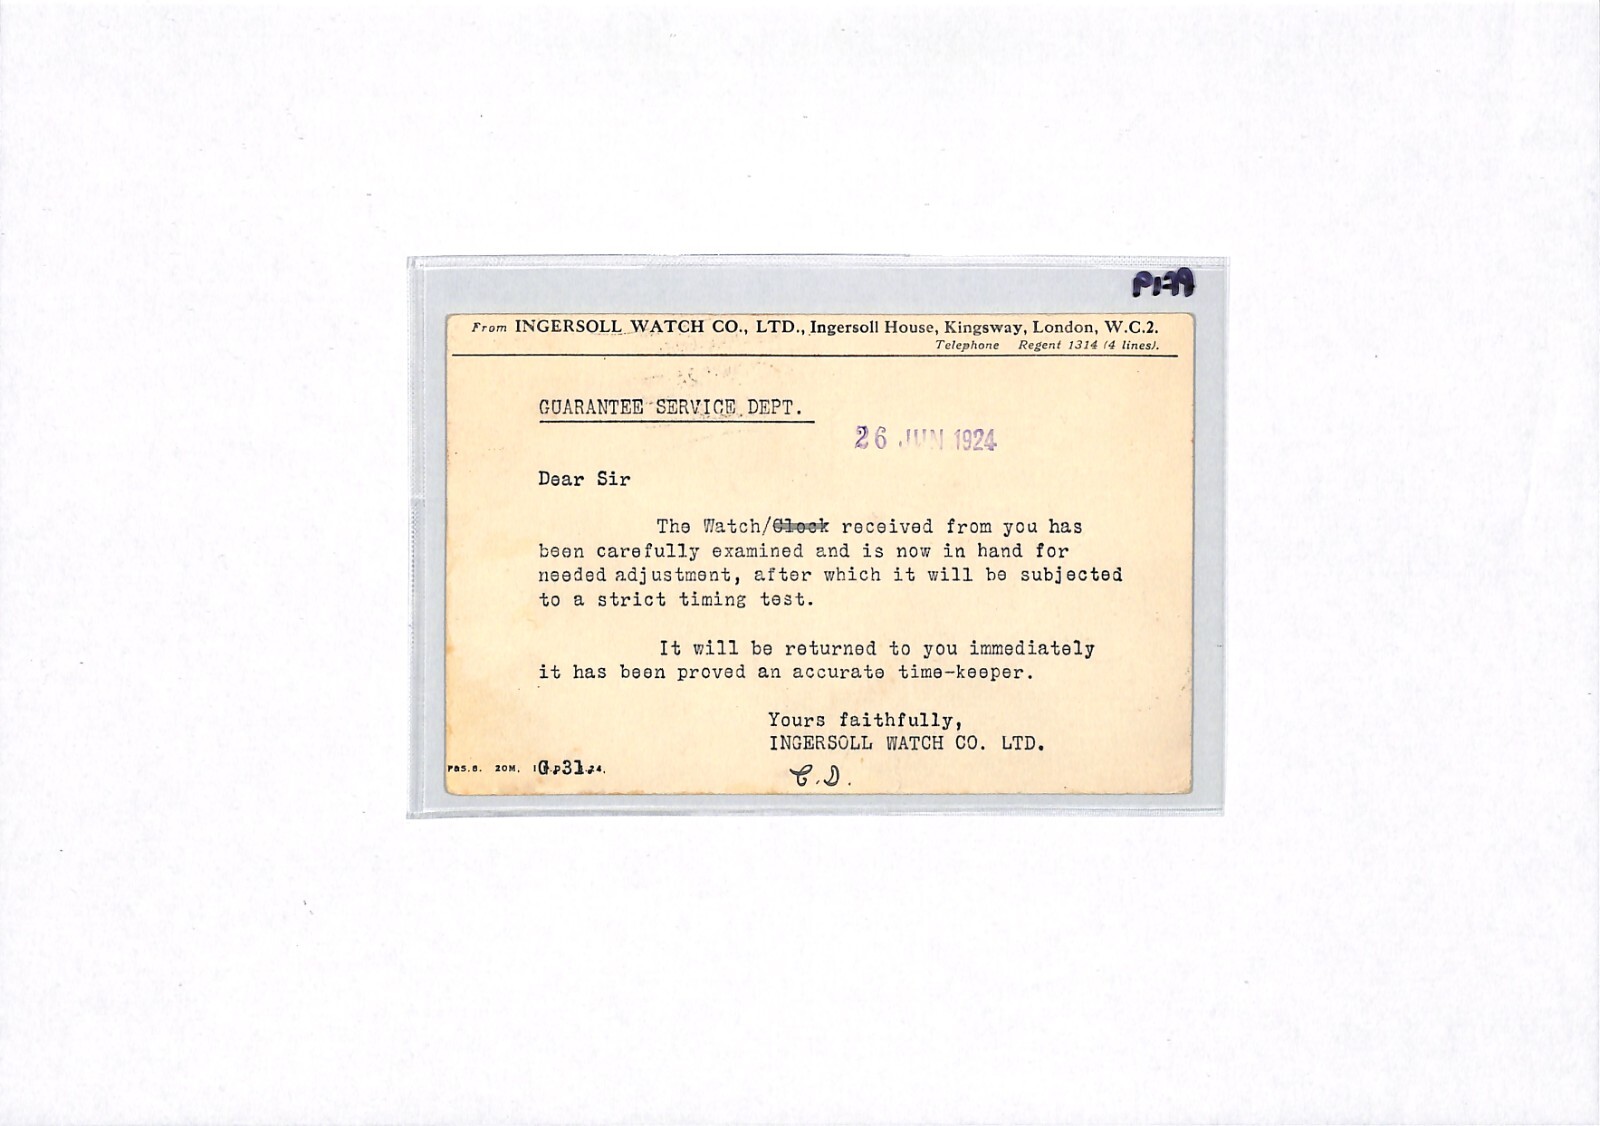 P179
From INGERSOLL WATCH CO., LTD., Ingersoll House, Kingsway, London, W.C.2.
Telephone Regent 1314 (4 lines).
GUARANTEE SERVICE DEPT.
26 JUN 1924
Dear Sir
The Watch/Clock received from you has
been carefully examined and is now in hand for
needed adjustment, after which it will be subjected
to a strict timing test.
It will be returned to you immediately
it has been proved an accurate time-keeper.
Yours faithfully,
INGERSOLL WATCH CO. LTD.
C.D.
PGS.6. 20M.